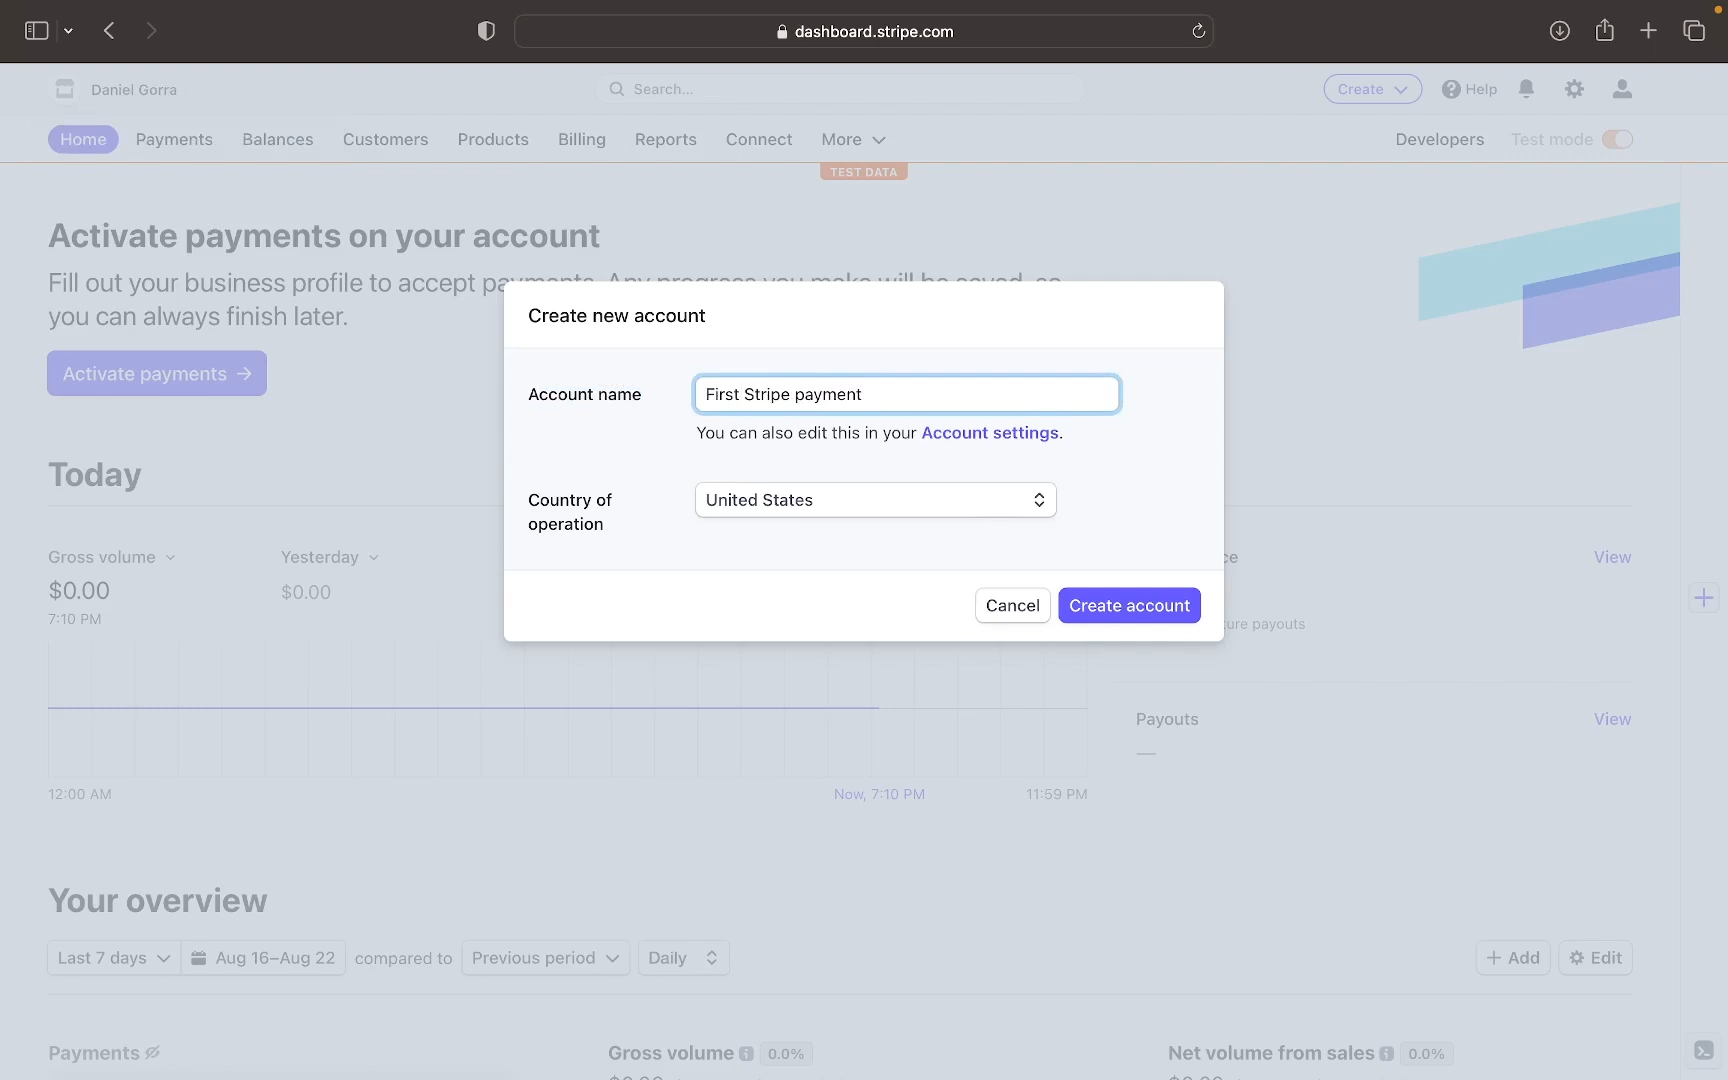 dashboard.stripe.com
Daniel Gorra
Search...
Create
Help
Home
Payments
Balances
Customers
Products
Billing
Reports
Connect
More
Developers
Test mode
TEST DATA
Activate payments on your account
Fill out your business profile to accept payments. Any progress you make will be saved, so
you can always finish later.
Activate payments →
Create new account
Account name
First Stripe payment
You can also edit this in your Account settings.
Country of
operation
United States
Cancel
Create account
Today
Gross volume
$0.00
7:10 PM
Yesterday
$0.00
View
ure payouts
Payouts
View
—
12:00 AM
Now, 7:10 PM
11:59 PM
Your overview
Last 7 days
Aug 16–Aug 22
compared to
Previous period
Daily
+ Add
Edit
Payments
Gross volume
0.0%
Net volume from sales
0.0%